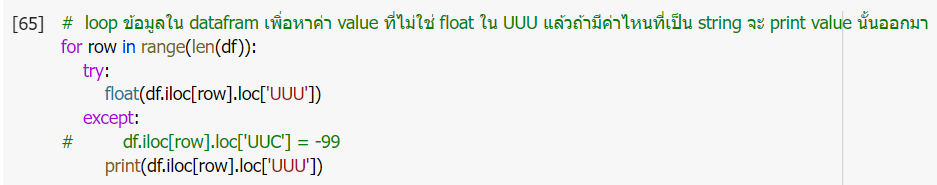 [65] #  loop ข้อมูลใน datafram เพื่อหาค่า value ที่ไม่ใช่ float ใน UUU แล้วถ้ามีค่าไหนที่เป็น string จะ print value นั้นออกมา
for row in range(len(df)):
try:
float(df.iloc[row].loc['UUU'])
except:
# df.iloc[row].loc['UUC'] = -99
print(df.iloc[row].loc['UUU'])